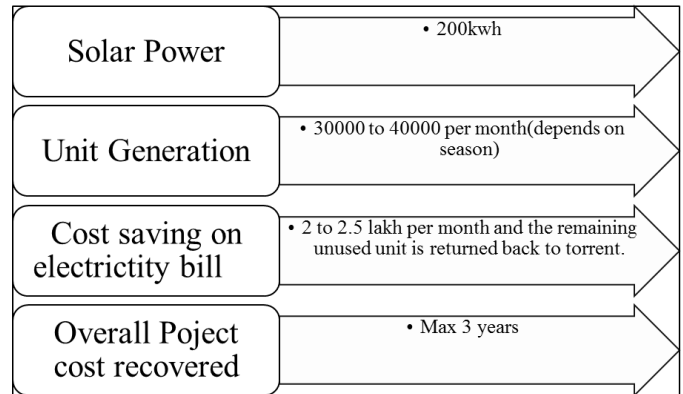 Solar Power
• 200kwh
Unit Generation
• 30000 to 40000 per month(depends on
season)
Cost saving on
electrictity bill
• 2 to 2.5 lakh per month and the remaining
unused unit is returned back to torrent.
Overall Poject
cost recovered
• Max 3 years